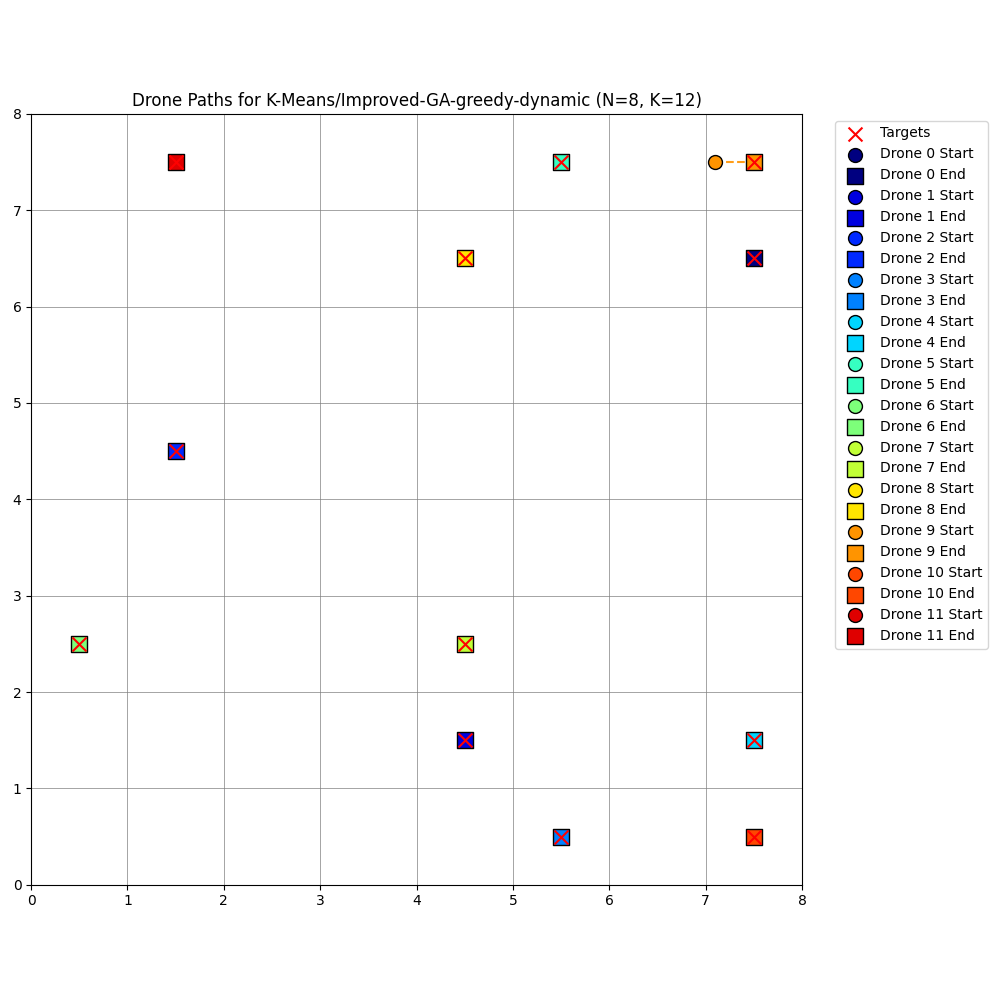 Drone Paths for K-Means/Improved-GA-greedy-dynamic (N=8, K=12)
8
7
6
5
4
3
2
1
0
0 1 2 3 4 5 6 7 8
Targets
Drone 0 Start
Drone 0 End
Drone 1 Start
Drone 1 End
Drone 2 Start
Drone 2 End
Drone 3 Start
Drone 3 End
Drone 4 Start
Drone 4 End
Drone 5 Start
Drone 5 End
Drone 6 Start
Drone 6 End
Drone 7 Start
Drone 7 End
Drone 8 Start
Drone 8 End
Drone 9 Start
Drone 9 End
Drone 10 Start
Drone 10 End
Drone 11 Start
Drone 11 End